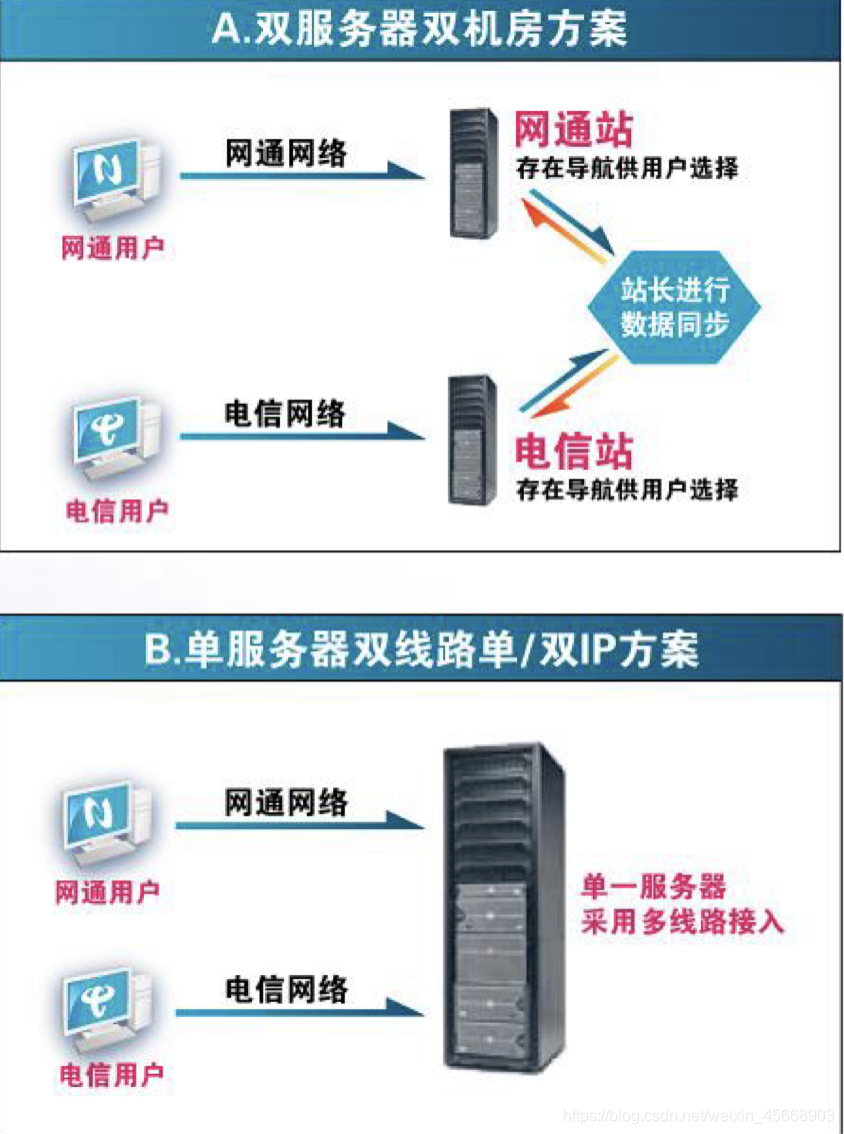 A.双服务器双机房方案
网通网络
网通站
存在导航供用户选择
网通用户
站长进行
数据同步
电信网络
电信站
存在导航供用户选择
电信用户
B.单服务器双线路单/双IP方案
网通网络
网通用户
单一服务器
采用多线路接入
电信网络
电信用户
https://blog.csdn.net/weixin_45668903